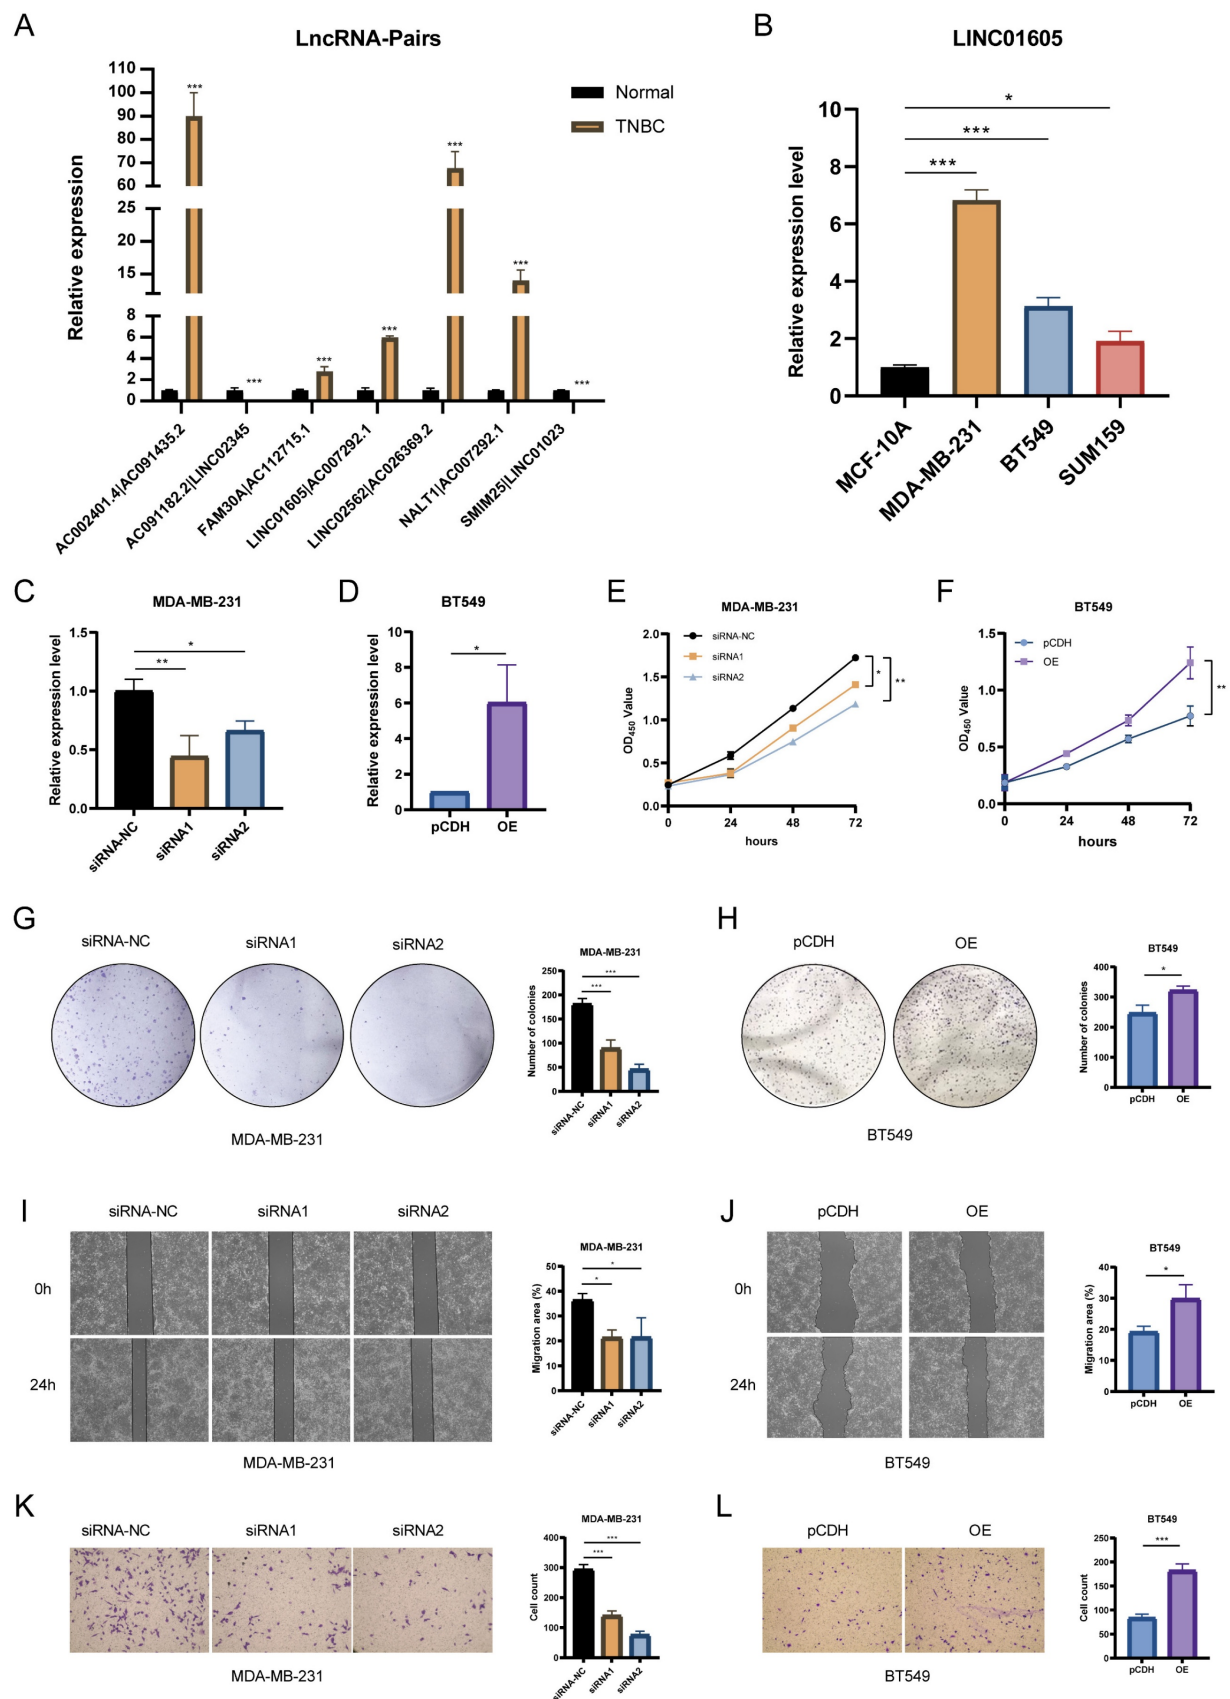 A
LncRNA-Pairs
Relative expression
110
100
90
80
70
60
25
20
15
8
6
4
2
0
***
***
***
***
***
***
***
Normal
TNBC
AC002401.4|AC091435.2
AC091182.2|LINC02345
FAM30A|AC112715.1
LINC01605|AC007292.1
LINC02562|AC026369.2
NALT1|AC007292.1
SMIM25|LINC01023
B
LINC01605
Relative expression level
10
8
6
4
2
0
*
***
***
MCF-10A
MDA-MB-231
BT549
SUM159
C
MDA-MB-231
Relative expression level
1.5
1.0
0.5
0.0
*
**
siRNA-NC
siRNA1
siRNA2
D
BT549
Relative expression level
10
8
6
4
2
0
*
pCDH
OE
E
MDA-MB-231
OD450 Value
2.0
1.5
1.0
0.5
0.0
siRNA-NC
siRNA1
siRNA2
*
**
0
24
48
72
hours
F
BT549
OD450 Value
1.5
1.0
0.5
0.0
pCDH
OE
**
0
24
48
72
hours
G
siRNA-NC
siRNA1
siRNA2
MDA-MB-231
MDA-MB-231
Number of colonies
250
200
150
100
50
0
***
***
siRNA-NC
siRNA1
siRNA2
H
pCDH
OE
BT549
BT549
Number of colonies
400
300
200
100
0
*
pCDH
OE
I
siRNA-NC
siRNA1
siRNA2
0h
24h
MDA-MB-231
MDA-MB-231
Migration area (%)
50
40
30
20
10
0
*
*
siRNA-NC
siRNA1
siRNA2
J
pCDH
OE
0h
24h
BT549
BT549
Migration area (%)
40
30
20
10
0
*
pCDH
OE
K
siRNA-NC
siRNA1
siRNA2
MDA-MB-231
MDA-MB-231
Cell count
400
300
200
100
0
***
***
siRNA-NC
siRNA1
siRNA2
L
pCDH
OE
BT549
BT549
Cell count
250
200
150
100
50
0
***
pCDH
OE